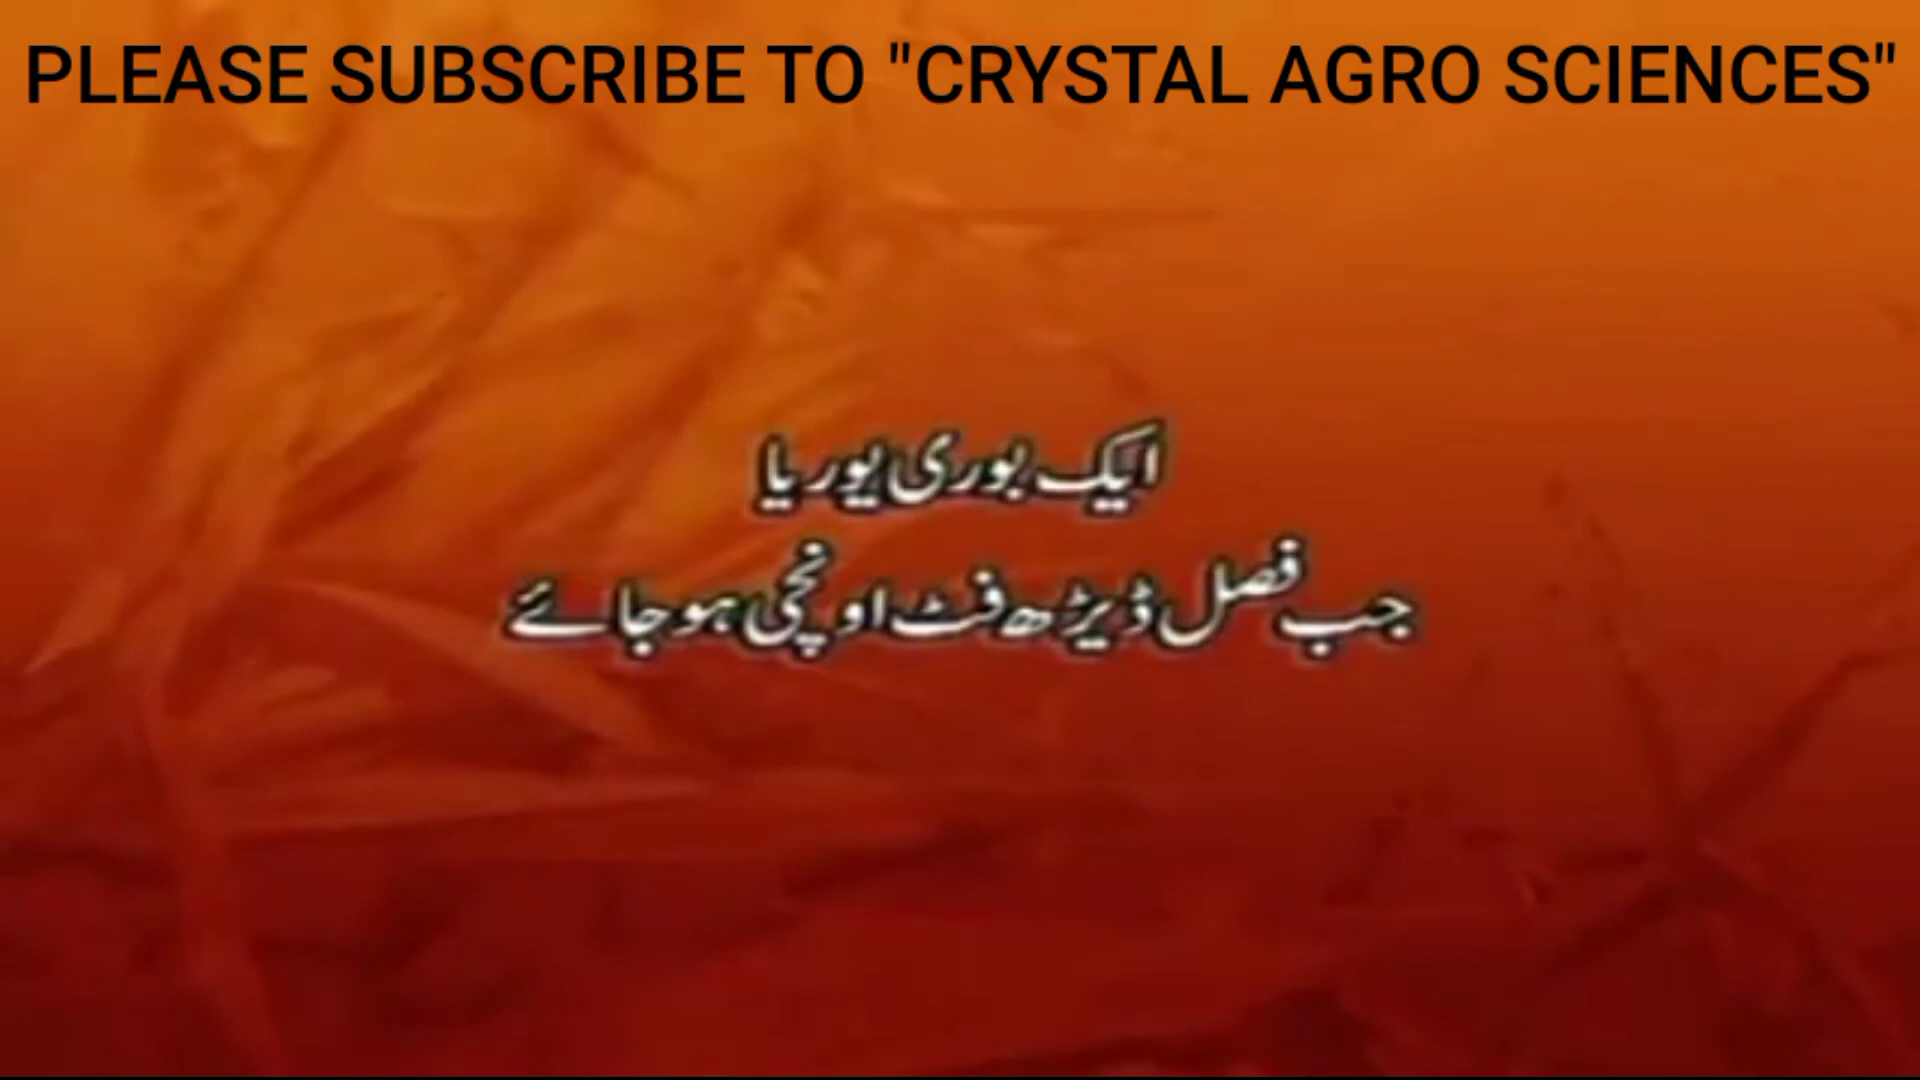 PLEASE SUBSCRIBE TO "CRYSTAL AGRO SCIENCES"
ایک بوری یوریا
جب فصل ڈیڑھ فٹ اونچی ہو جائے